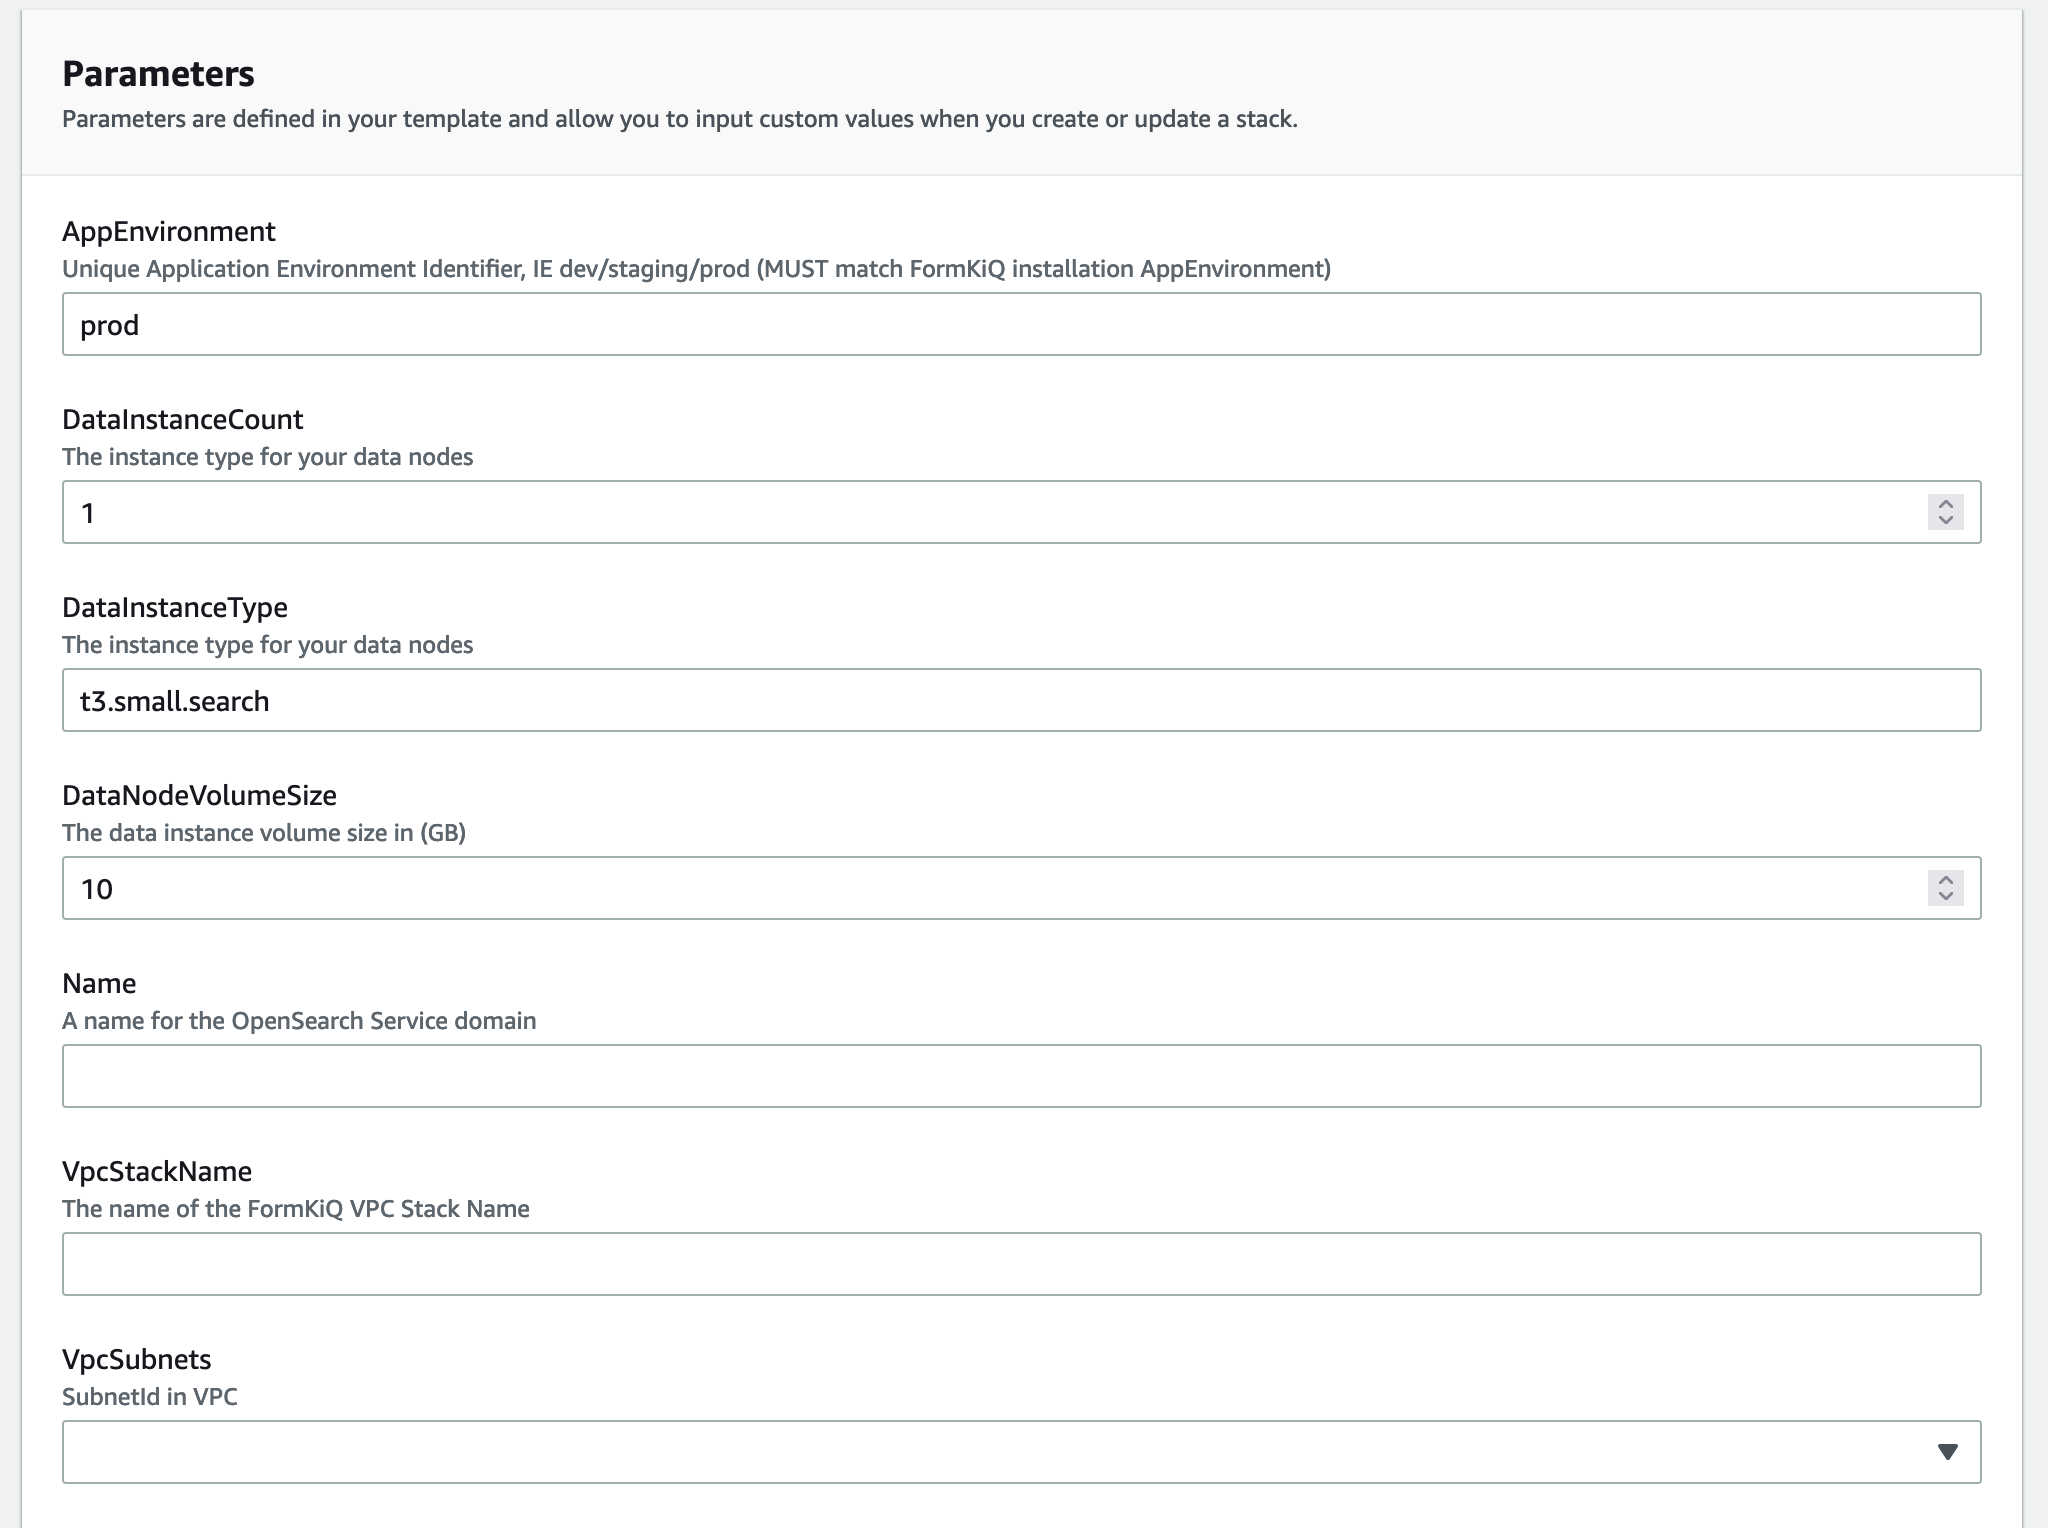 Parameters
Parameters are defined in your template and allow you to input custom values when you create or update a stack.
AppEnvironment
Unique Application Environment Identifier, IE dev/staging/prod (MUST match FormKiQ installation AppEnvironment)
prod
DataInstanceCount
The instance type for your data nodes
1
DataInstanceType
The instance type for your data nodes
t3.small.search
DataNodeVolumeSize
The data instance volume size in (GB)
10
Name
A name for the OpenSearch Service domain
VpcStackName
The name of the FormKiQ VPC Stack Name
VpcSubnets
SubnetId in VPC